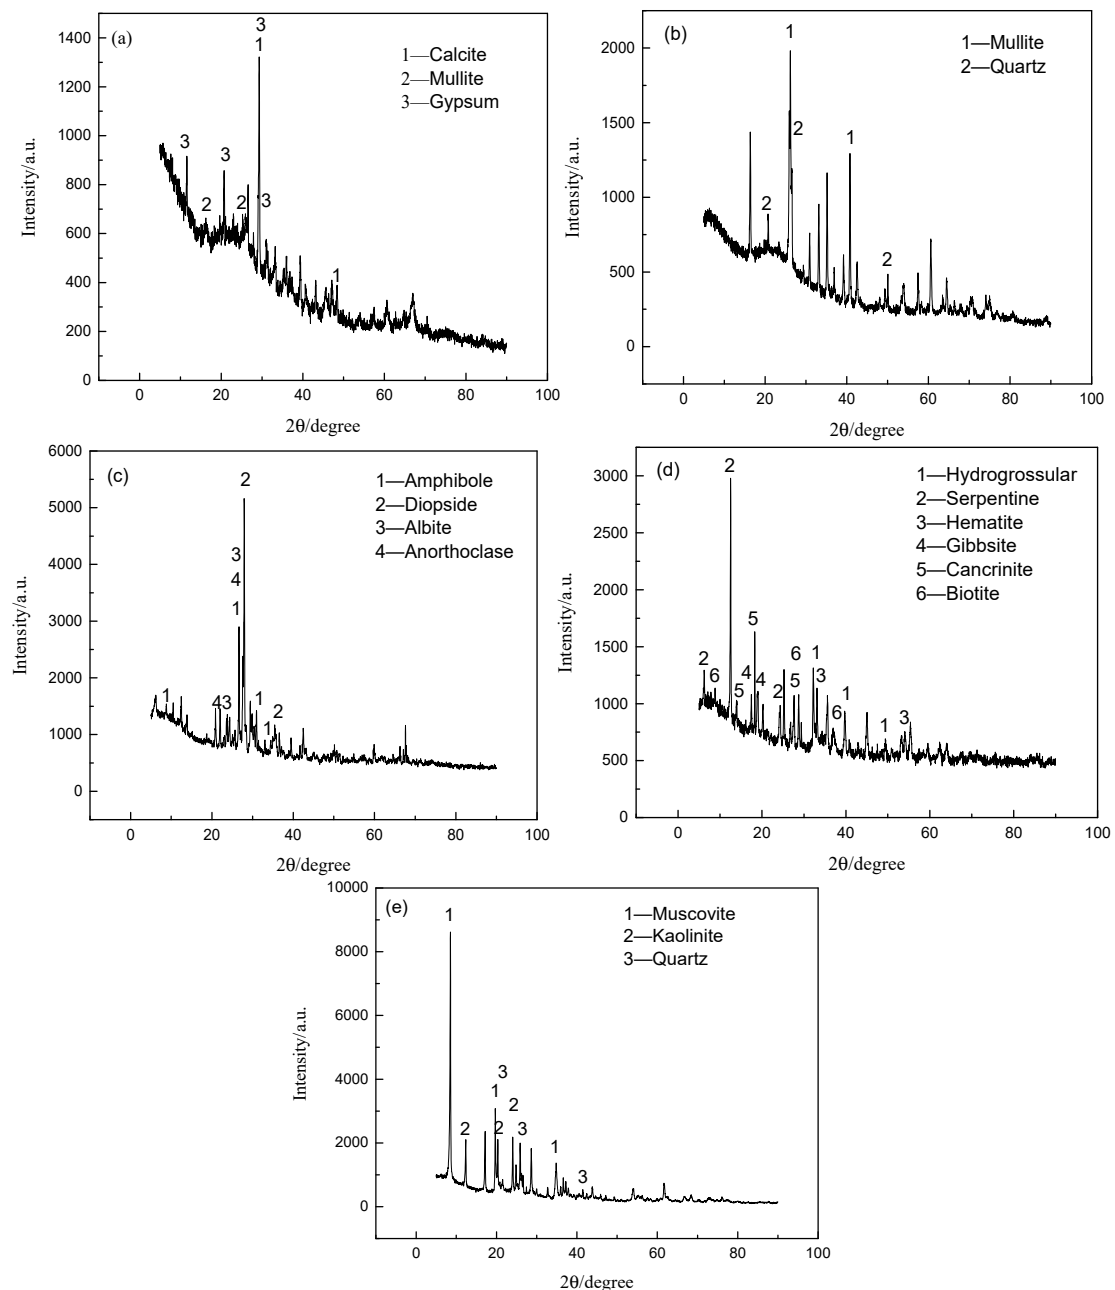 (a)
3
1
1—Calcite
2—Mullite
3—Gypsum
3
3
2
2
3
1
1400
1200
1000
800
600
400
200
0
0 20 40 60 80 100
Intensity/a.u.
2θ/degree
(b)
1
1—Mullite
2—Quartz
2
1
2
2
2000
1500
1000
500
0
0 20 40 60 80 100
Intensity/a.u.
2θ/degree
(c)
2
1—Amphibole
2—Diopside
3—Albite
4—Anorthoclase
3
4
1
1
4
3
1
1
2
6000
5000
4000
3000
2000
1000
0
0 20 40 60 80 100
Intensity/a.u.
2θ/degree
(d)
2
1—Hydrogrossular
2—Serpentine
3—Hematite
4—Gibbsite
5—Cancrinite
6—Biotite
5
2
6
5
4
4
2
6
5
1
3
6
1
1
3
3000
2500
2000
1500
1000
500
0
0 20 40 60 80 100
Intensity/a.u.
2θ/degree
(e)
1
1—Muscovite
2—Kaolinite
3—Quartz
3
1
2
2
2
3
1
3
10000
8000
6000
4000
2000
0
0 20 40 60 80 100
Intensity/a.u.
2θ/degree